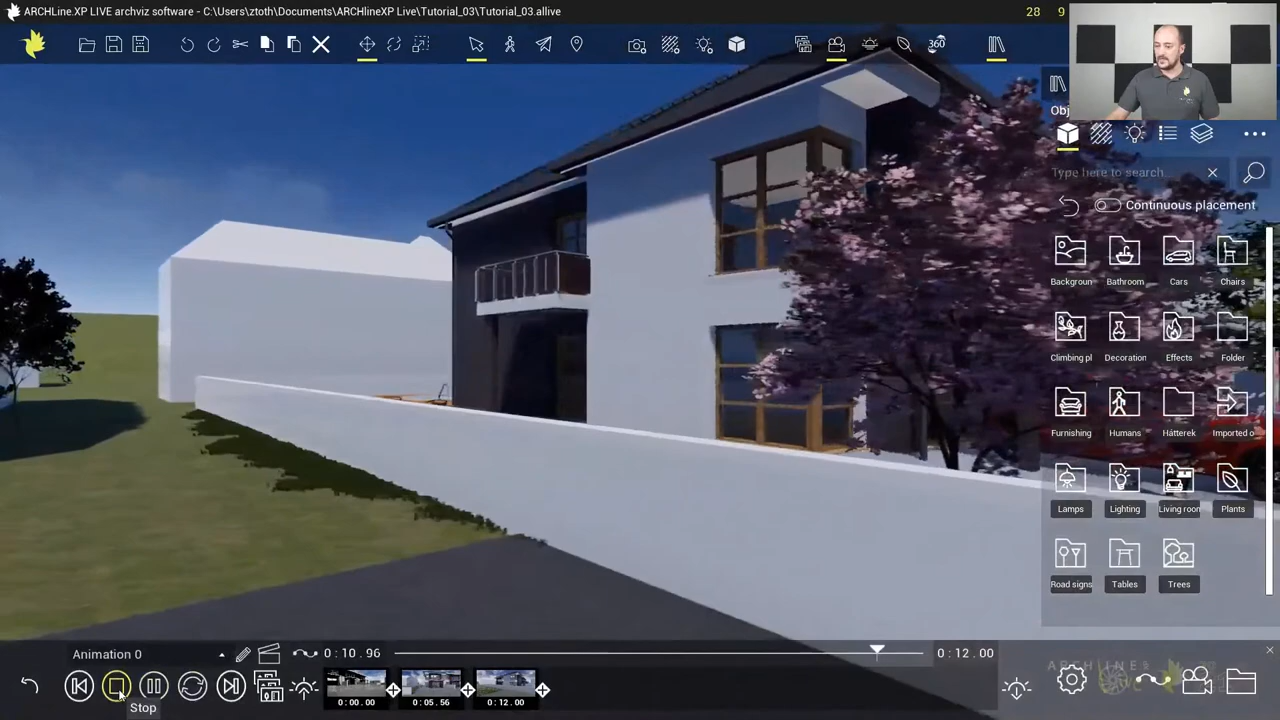 ARCHLine.XP LIVE archviz software - C:\Users\ztoth\Documents\ARCHlineXP Live\Tutorial_03\Tutorial_03.allive
28 9
360
Obj
Type here to search...
Continuous placement
Backgroun Bathroom Cars Chairs
Climbing pl Decoration Effects Folder
Furnishing Humans Hátterek Imported o
Lamps Lighting Living room Plants
Road signs Tables Trees
Animation 0
0:10.96
0:12.00
0:00.00 0:05.56 0:12.00
Stop